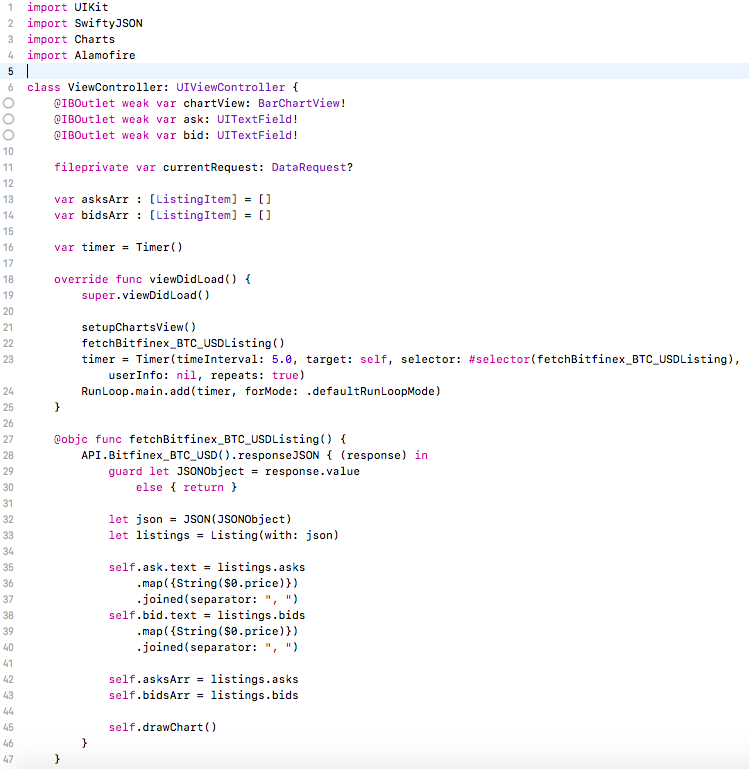 1 import UIKit
2 import SwiftyJSON
3 import Charts
4 import Alamofire
5
6 class ViewController: UIViewController {
    @IBOutlet weak var chartView: BarChartView!
    @IBOutlet weak var ask: UITextField!
    @IBOutlet weak var bid: UITextField!
10
11     fileprivate var currentRequest: DataRequest?
12
13     var asksArr : [ListingItem] = []
14     var bidsArr : [ListingItem] = []
15
16     var timer = Timer()
17
18     override func viewDidLoad() {
19         super.viewDidLoad()
20
21         setupChartsView()
22         fetchBitfinex_BTC_USDListing()
23         timer = Timer(timeInterval: 5.0, target: self, selector: #selector(fetchBitfinex_BTC_USDListing),
            userInfo: nil, repeats: true)
24         RunLoop.main.add(timer, forMode: .defaultRunLoopMode)
25     }
26
27     @objc func fetchBitfinex_BTC_USDListing() {
28         API.Bitfinex_BTC_USD().responseJSON { (response) in
29             guard let JSONObject = response.value
30                 else { return }
31
32             let json = JSON(JSONObject)
33             let listings = Listing(with: json)
34
35             self.ask.text = listings.asks
36                 .map({String($0.price)})
37                 .joined(separator: ", ")
38             self.bid.text = listings.bids
39                 .map({String($0.price)})
40                 .joined(separator: ", ")
41
42             self.asksArr = listings.asks
43             self.bidsArr = listings.bids
44
45             self.drawChart()
46         }
47     }